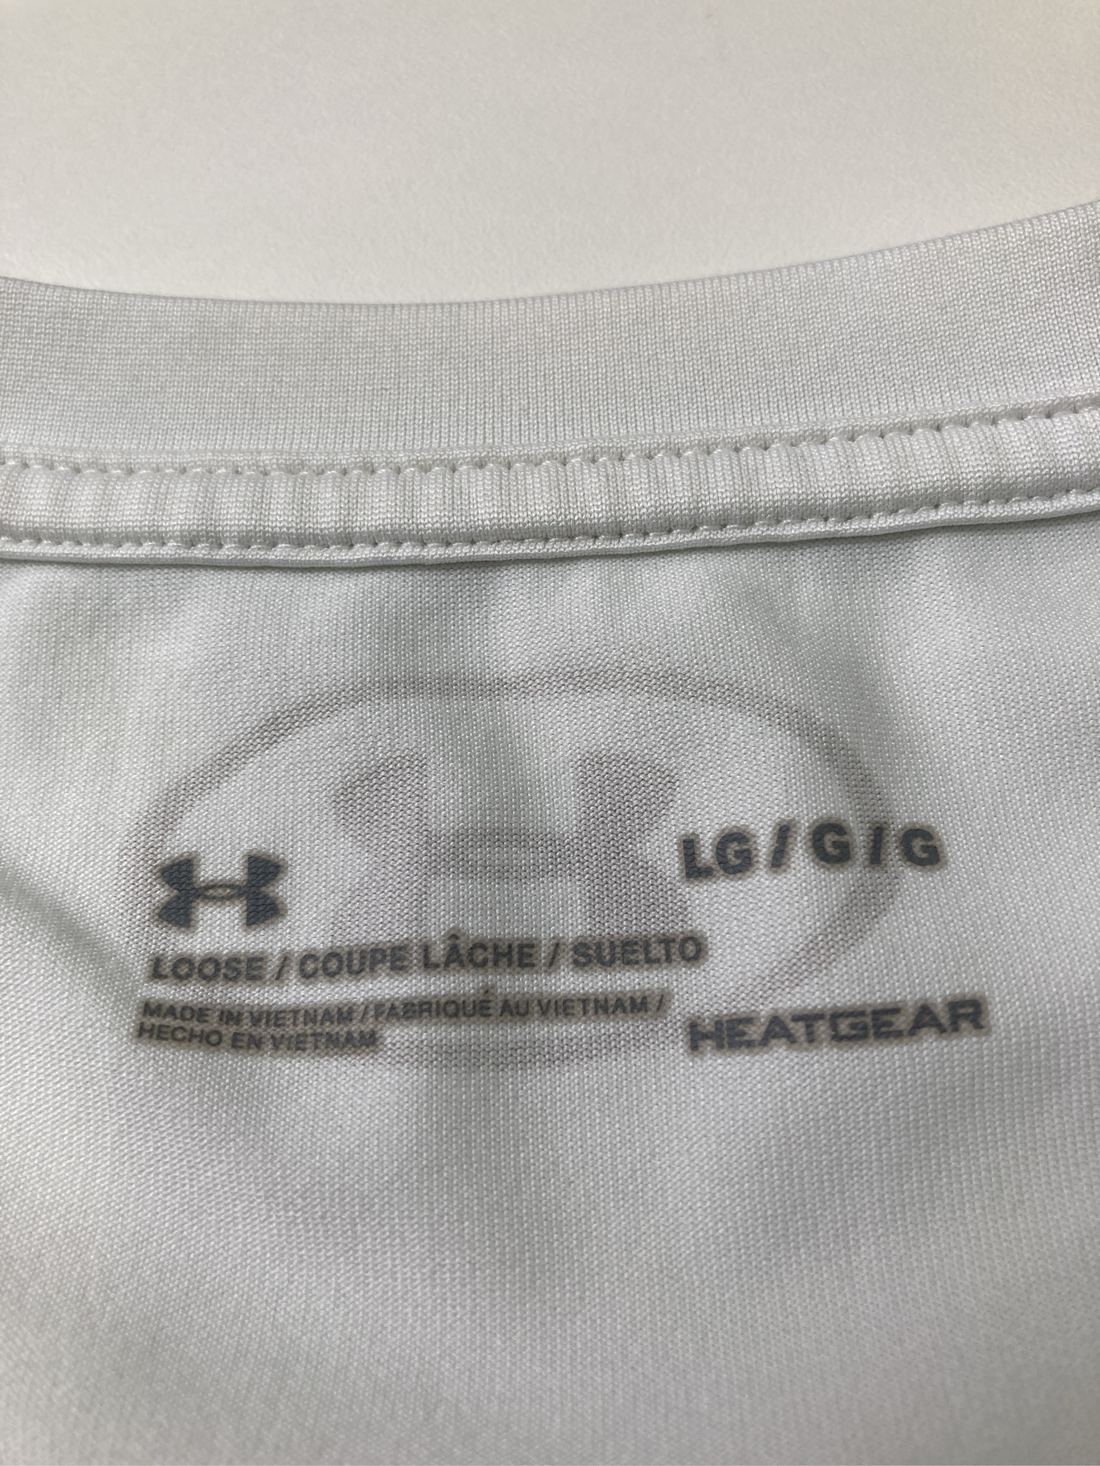 LG / G / G
LOOSE / COUPE LÂCHE / SUELTO
MADE IN VIETNAM / FABRIQUÉ AU VIETNAM /
HECHO EN VIETNAM
HEATGEAR